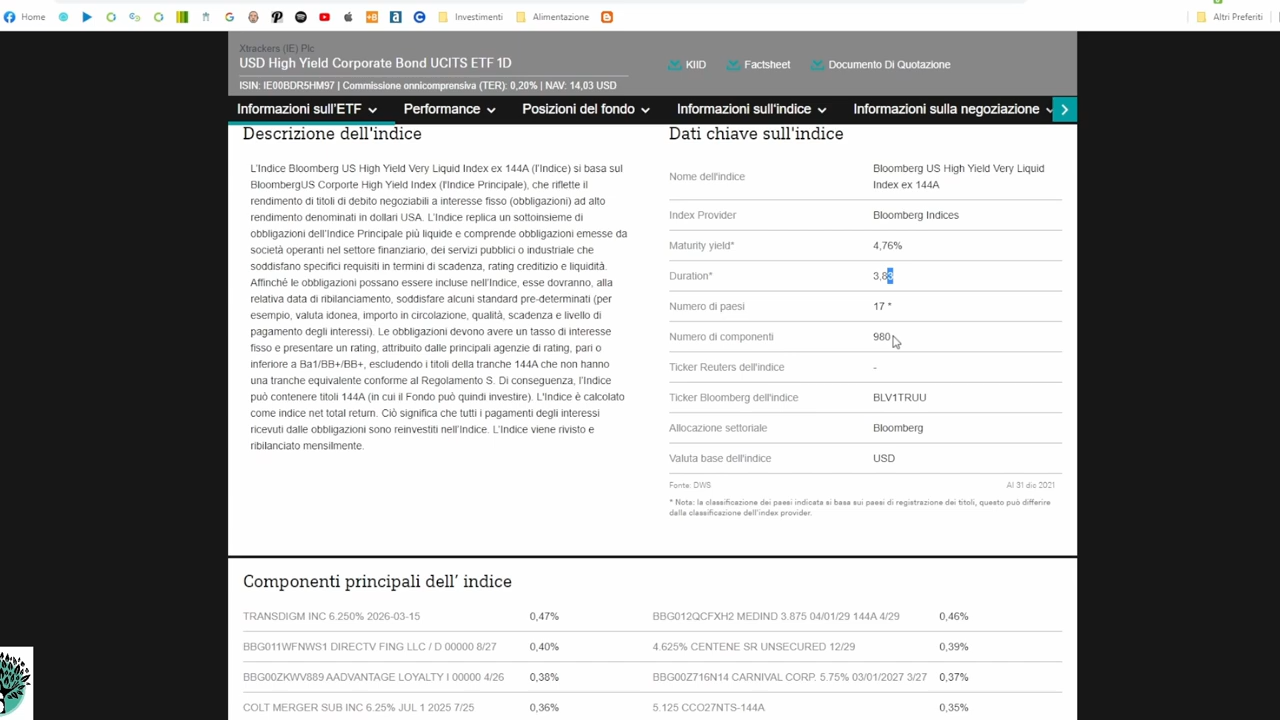 Home
Investimenti
Alimentazione
Altri Preferiti
Xtrackers (IE) Plc
USD High Yield Corporate Bond UCITS ETF 1D
KIID
Factsheet
Documento Di Quotazione
ISIN: IE00BDR5HM97 | Commissione onnicomprensiva (TER): 0,20% | NAV: 14,03 USD
Informazioni sull'ETF
Performance
Posizioni del fondo
Informazioni sull'indice
Informazioni sulla negoziazione
Descrizione dell'indice
L'Indice Bloomberg US High Yield Very Liquid Index ex 144A (l'Indice) si basa sul
BloombergUS Corporte High Yield Index (l'Indice Principale), che riflette il
rendimento di titoli di debito negoziabili a interesse fisso (obbligazioni) ad alto
rendimento denominati in dollari USA. L'Indice replica un sottoinsieme di
obbligazioni dell'Indice Principale più liquide e comprende obbligazioni emesse da
società operanti nel settore finanziario, dei servizi pubblici o industriale che
soddisfano specifici requisiti in termini di scadenza, rating creditizio e liquidità.
Affinché le obbligazioni possano essere incluse nell'Indice, esse dovranno, alla
relativa data di ribilanciamento, soddisfare alcuni standard pre-determinati (per
esempio, valuta idonea, importo in circolazione, qualità, scadenza e livello di
pagamento degli interessi). Le obbligazioni devono avere un tasso di interesse
fisso e presentare un rating, attribuito dalle principali agenzie di rating, pari o
inferiore a Ba1/BB+/BB+, escludendo i titoli della tranche 144A che non hanno
una tranche equivalente conforme al Regolamento S. Di conseguenza, l'Indice
può contenere titoli 144A (in cui il Fondo può quindi investire). L'Indice è calcolato
come indice net total return. Ciò significa che tutti i pagamenti degli interessi
ricevuti dalle obbligazioni sono reinvestiti nell'Indice. L'Indice viene rivisto e
ribilanciato mensilmente.
Dati chiave sull'indice
Nome dell'indice
Bloomberg US High Yield Very Liquid
Index ex 144A
Index Provider
Bloomberg Indices
Maturity yield*
4,76%
Duration*
3,83
Numero di paesi
17 *
Numero di componenti
980
Ticker Reuters dell'indice
-
Ticker Bloomberg dell'indice
BLV1TRUU
Allocazione settoriale
Bloomberg
Valuta base dell'indice
USD
Fonte: DWS
Al 31 dic 2021
* Nota: la classificazione dei paesi indicata si basa sui paesi di registrazione dei titoli, questo può differire
dalla classificazione dell'index provider.
Componenti principali dell' indice
TRANSDIGM INC 6.250% 2026-03-15 0,47%
BBG012QCFXH2 MEDIND 3.875 04/01/29 144A 4/29 0,46%
BBG011WFNWS1 DIRECTV FING LLC / D 00000 8/27 0,40%
4.625% CENTENE SR UNSECURED 12/29 0,39%
BBG00ZKWV889 AADVANTAGE LOYALTY I 00000 4/26 0,38%
BBG00Z716N14 CARNIVAL CORP. 5.75% 03/01/2027 3/27 0,37%
COLT MERGER SUB INC 6.25% JUL 1 2025 7/25 0,36%
5.125 CCO27NTS-144A 0,35%